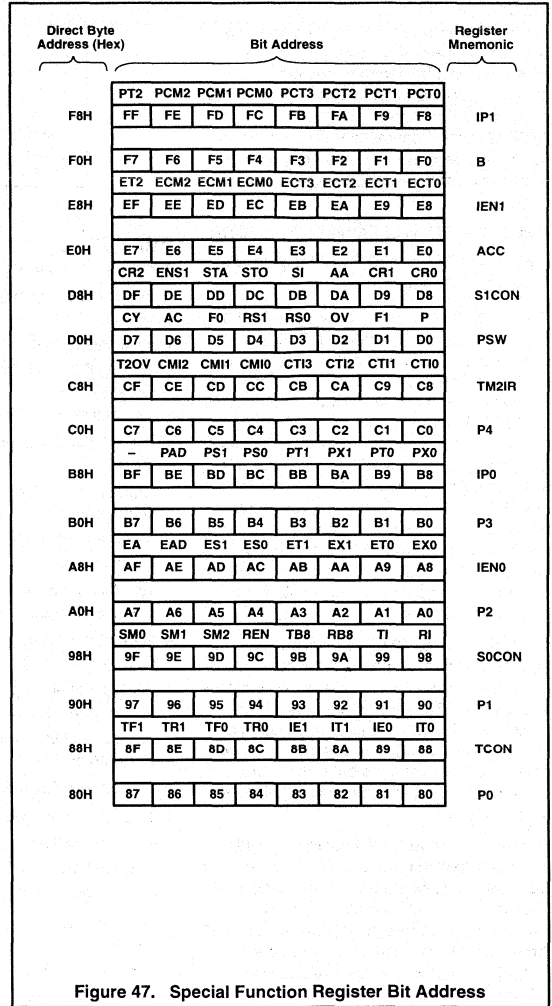 Direct Byte Address (Hex) Bit Address Register Mnemonic
PT2 PCM2 PCM1 PCM0 PCT3 PCT2 PCT1 PCT0
F8H FF FE FD FC FB FA F9 F8 IP1
F0H F7 F6 F5 F4 F3 F2 F1 F0 B
ET2 ECM2 ECM1 ECM0 ECT3 ECT2 ECT1 ECT0
E8H EF EE ED EC EB EA E9 E8 IEN1
E0H E7 E6 E5 E4 E3 E2 E1 E0 ACC
CR2 ENS1 STA STO SI AA CR1 CR0
D8H DF DE DD DC DB DA D9 D8 S1CON
CY AC F0 RS1 RS0 OV F1 P
D0H D7 D6 D5 D4 D3 D2 D1 D0 PSW
T2OV CMI2 CMI1 CMI0 CTI3 CTI2 CTI1 CTI0
C8H CF CE CD CC CB CA C9 C8 TM2IR
C0H C7 C6 C5 C4 C3 C2 C1 C0 P4
– PAD PS1 PS0 PT1 PX1 PT0 PX0
B8H BF BE BD BC BB BA B9 B8 IP0
B0H B7 B6 B5 B4 B3 B2 B1 B0 P3
EA EAD ES1 ES0 ET1 EX1 ET0 EX0
A8H AF AE AD AC AB AA A9 A8 IEN0
A0H A7 A6 A5 A4 A3 A2 A1 A0 P2
SM0 SM1 SM2 REN TB8 RB8 TI RI
98H 9F 9E 9D 9C 9B 9A 99 98 S0CON
90H 97 96 95 94 93 92 91 90 P1
TF1 TR1 TF0 TR0 IE1 IT1 IE0 IT0
88H 8F 8E 8D 8C 8B 8A 89 88 TCON
80H 87 86 85 84 83 82 81 80 P0
Figure 47. Special Function Register Bit Address